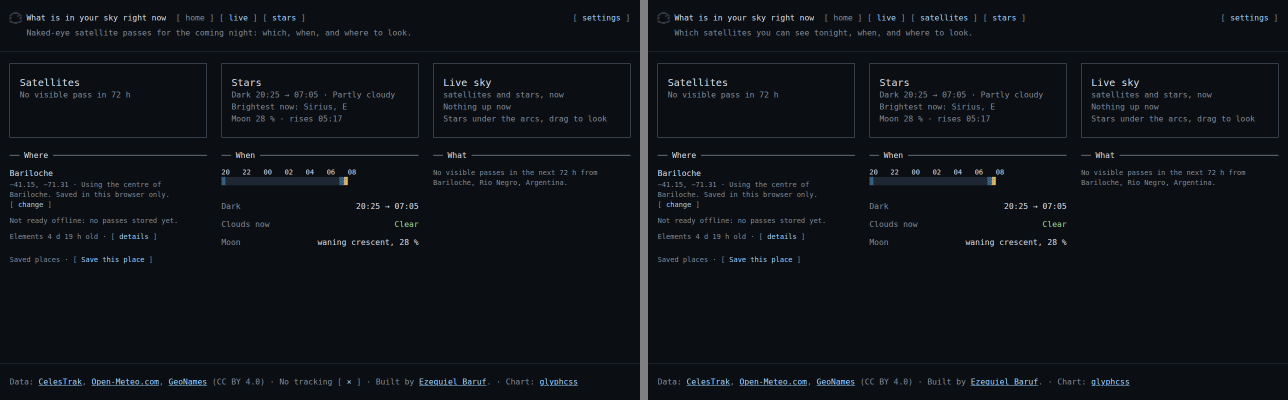 What is in your sky right now [ home ] [ live ] [ stars ] [ settings ]
Naked-eye satellite passes for the coming night: which, when, and where to look.
Satellites
No visible pass in 72 h
Stars
Dark 20:25 → 07:05 · Partly cloudy
Brightest now: Sirius, E
Moon 28 % · rises 05:17
Live sky
satellites and stars, now
Nothing up now
Stars under the arcs, drag to look
Where
Bariloche
−41.15, −71.31 · Using the centre of
Bariloche. Saved in this browser only.
[ change ]
Not ready offline: no passes stored yet.
Elements 4 d 19 h old · [ details ]
Saved places · [ Save this place ]
When
20 22 00 02 04 06 08
Dark 20:25 → 07:05
Clouds now Clear
Moon waning crescent, 28 %
What
No visible passes in the next 72 h from
Bariloche, Rio Negro, Argentina.
Data: CelesTrak, Open-Meteo.com, GeoNames (CC BY 4.0) · No tracking [ × ] · Built by Ezequiel Baruf. · Chart: glyphcss
What is in your sky right now [ home ] [ live ] [ satellites ] [ stars ] [ settings ]
Which satellites you can see tonight, when, and where to look.
Satellites
No visible pass in 72 h
Stars
Dark 20:25 → 07:05 · Partly cloudy
Brightest now: Sirius, E
Moon 28 % · rises 05:17
Live sky
satellites and stars, now
Nothing up now
Stars under the arcs, drag to look
Where
Bariloche
−41.15, −71.31 · Using the centre of
Bariloche. Saved in this browser only.
[ change ]
Not ready offline: no passes stored yet.
Elements 4 d 19 h old · [ details ]
Saved places · [ Save this place ]
When
20 22 00 02 04 06 08
Dark 20:25 → 07:05
Clouds now Clear
Moon waning crescent, 28 %
What
No visible passes in the next 72 h from
Bariloche, Rio Negro, Argentina.
Data: CelesTrak, Open-Meteo.com, GeoNames (CC BY 4.0) · Built by Ezequiel Baruf. · Chart: glyphcss